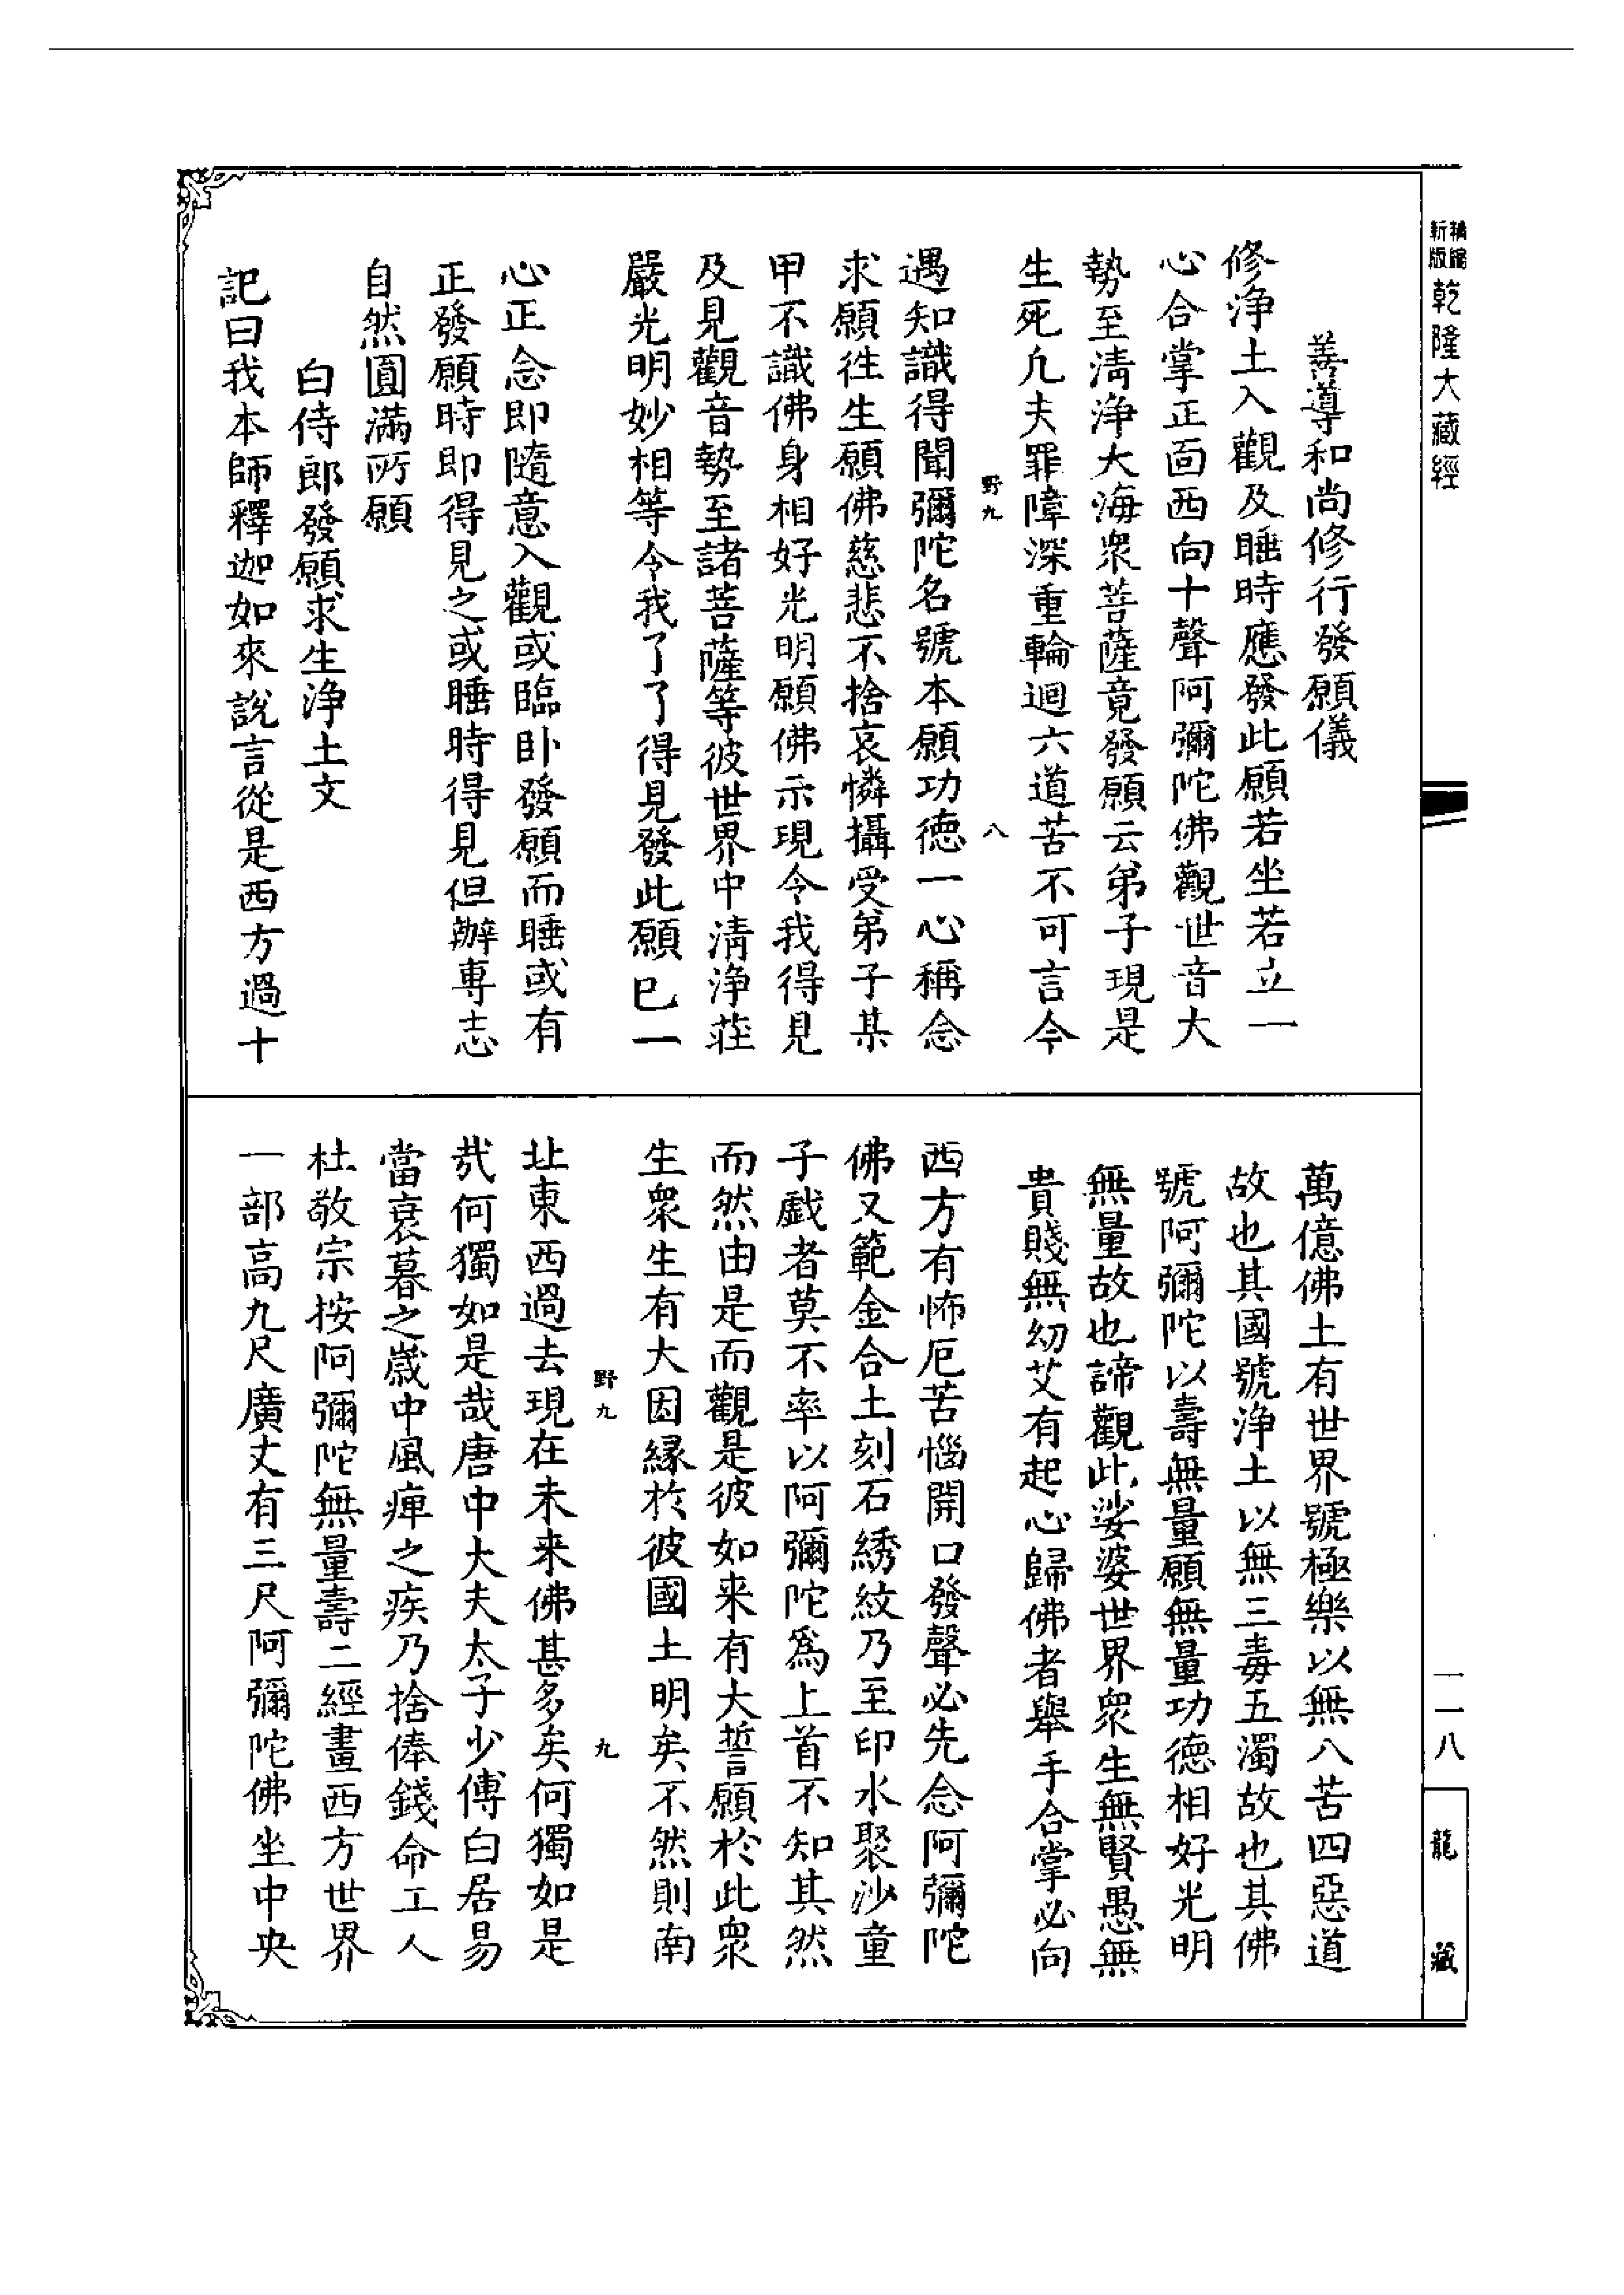 新編
縮版
乾隆大藏經
一一八
龍藏
善導和尚修行發願儀
修淨土入觀及睡時應發此願若坐若立一
心合掌正面西向十聲阿彌陀佛觀世音大
勢至清淨大海衆菩薩竟發願云弟子現是
生死凡夫罪障深重輪迴六道苦不可言今
野九
八
遇知識得聞彌陀名號本願功德一心稱念
求願徃生願佛慈悲不捨哀憐攝受弟子某
甲不識佛身相好光明願佛示現令我得見
及見觀音勢至諸菩薩等彼世界中清淨莊
嚴光明妙相等令我了了得見發此願已一
心正念即隨意入觀或臨卧發願而睡或有
正發願時即得見之或睡時得見但辦專志
自然圓滿所願
白侍郎發願求生淨土文
記曰我本師釋迦如來說言從是西方過十
萬億佛土有世界號極樂以無八苦四惡道
故也其國號淨土以無三毒五濁故也其佛
號阿彌陀以壽無量願無量功德相好光明
無量故也諦觀此娑婆世界衆生無賢愚無
貴賤無幼艾有起心歸佛者舉手合掌必向
西方有怖厄苦惱開口發聲必先念阿彌陀
佛又範金合土刻石綉紋乃至印水聚沙童
子戯者莫不率以阿彌陀爲上首不知其然
而然由是而觀是彼如来有大誓願於此衆
生衆生有大因緣於彼國土明矣不然則南
野九
九
北東西過去現在未来佛甚多矣何獨如是
哉何獨如是哉唐中大夫太子少傅白居易
當衰暮之歲中風痺之疾乃捨俸錢命工人
杜敬宗按阿彌陀無量壽二經畫西方世界
一部高九尺廣丈有三尺阿彌陀佛坐中央